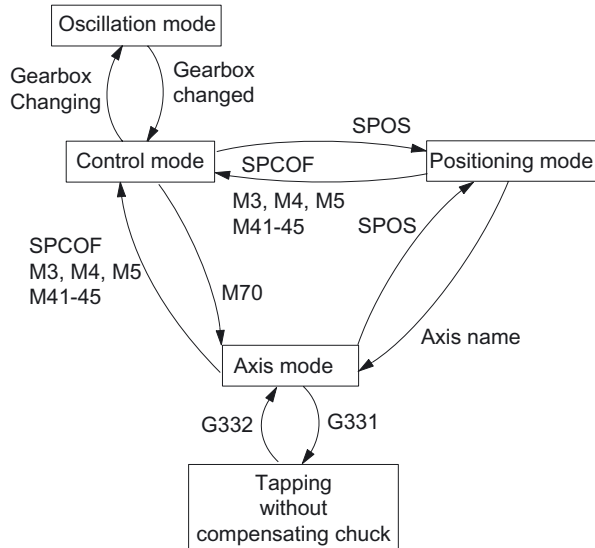 Oscillation mode
Gearbox
Changing
Gearbox
changed
SPOS
Control mode
SPCOF
Positioning mode
M3, M4, M5
M41-45
SPOS
SPCOF
M3, M4, M5
M41-45
M70
Axis name
Axis mode
G332
G331
Tapping
without
compensating chuck